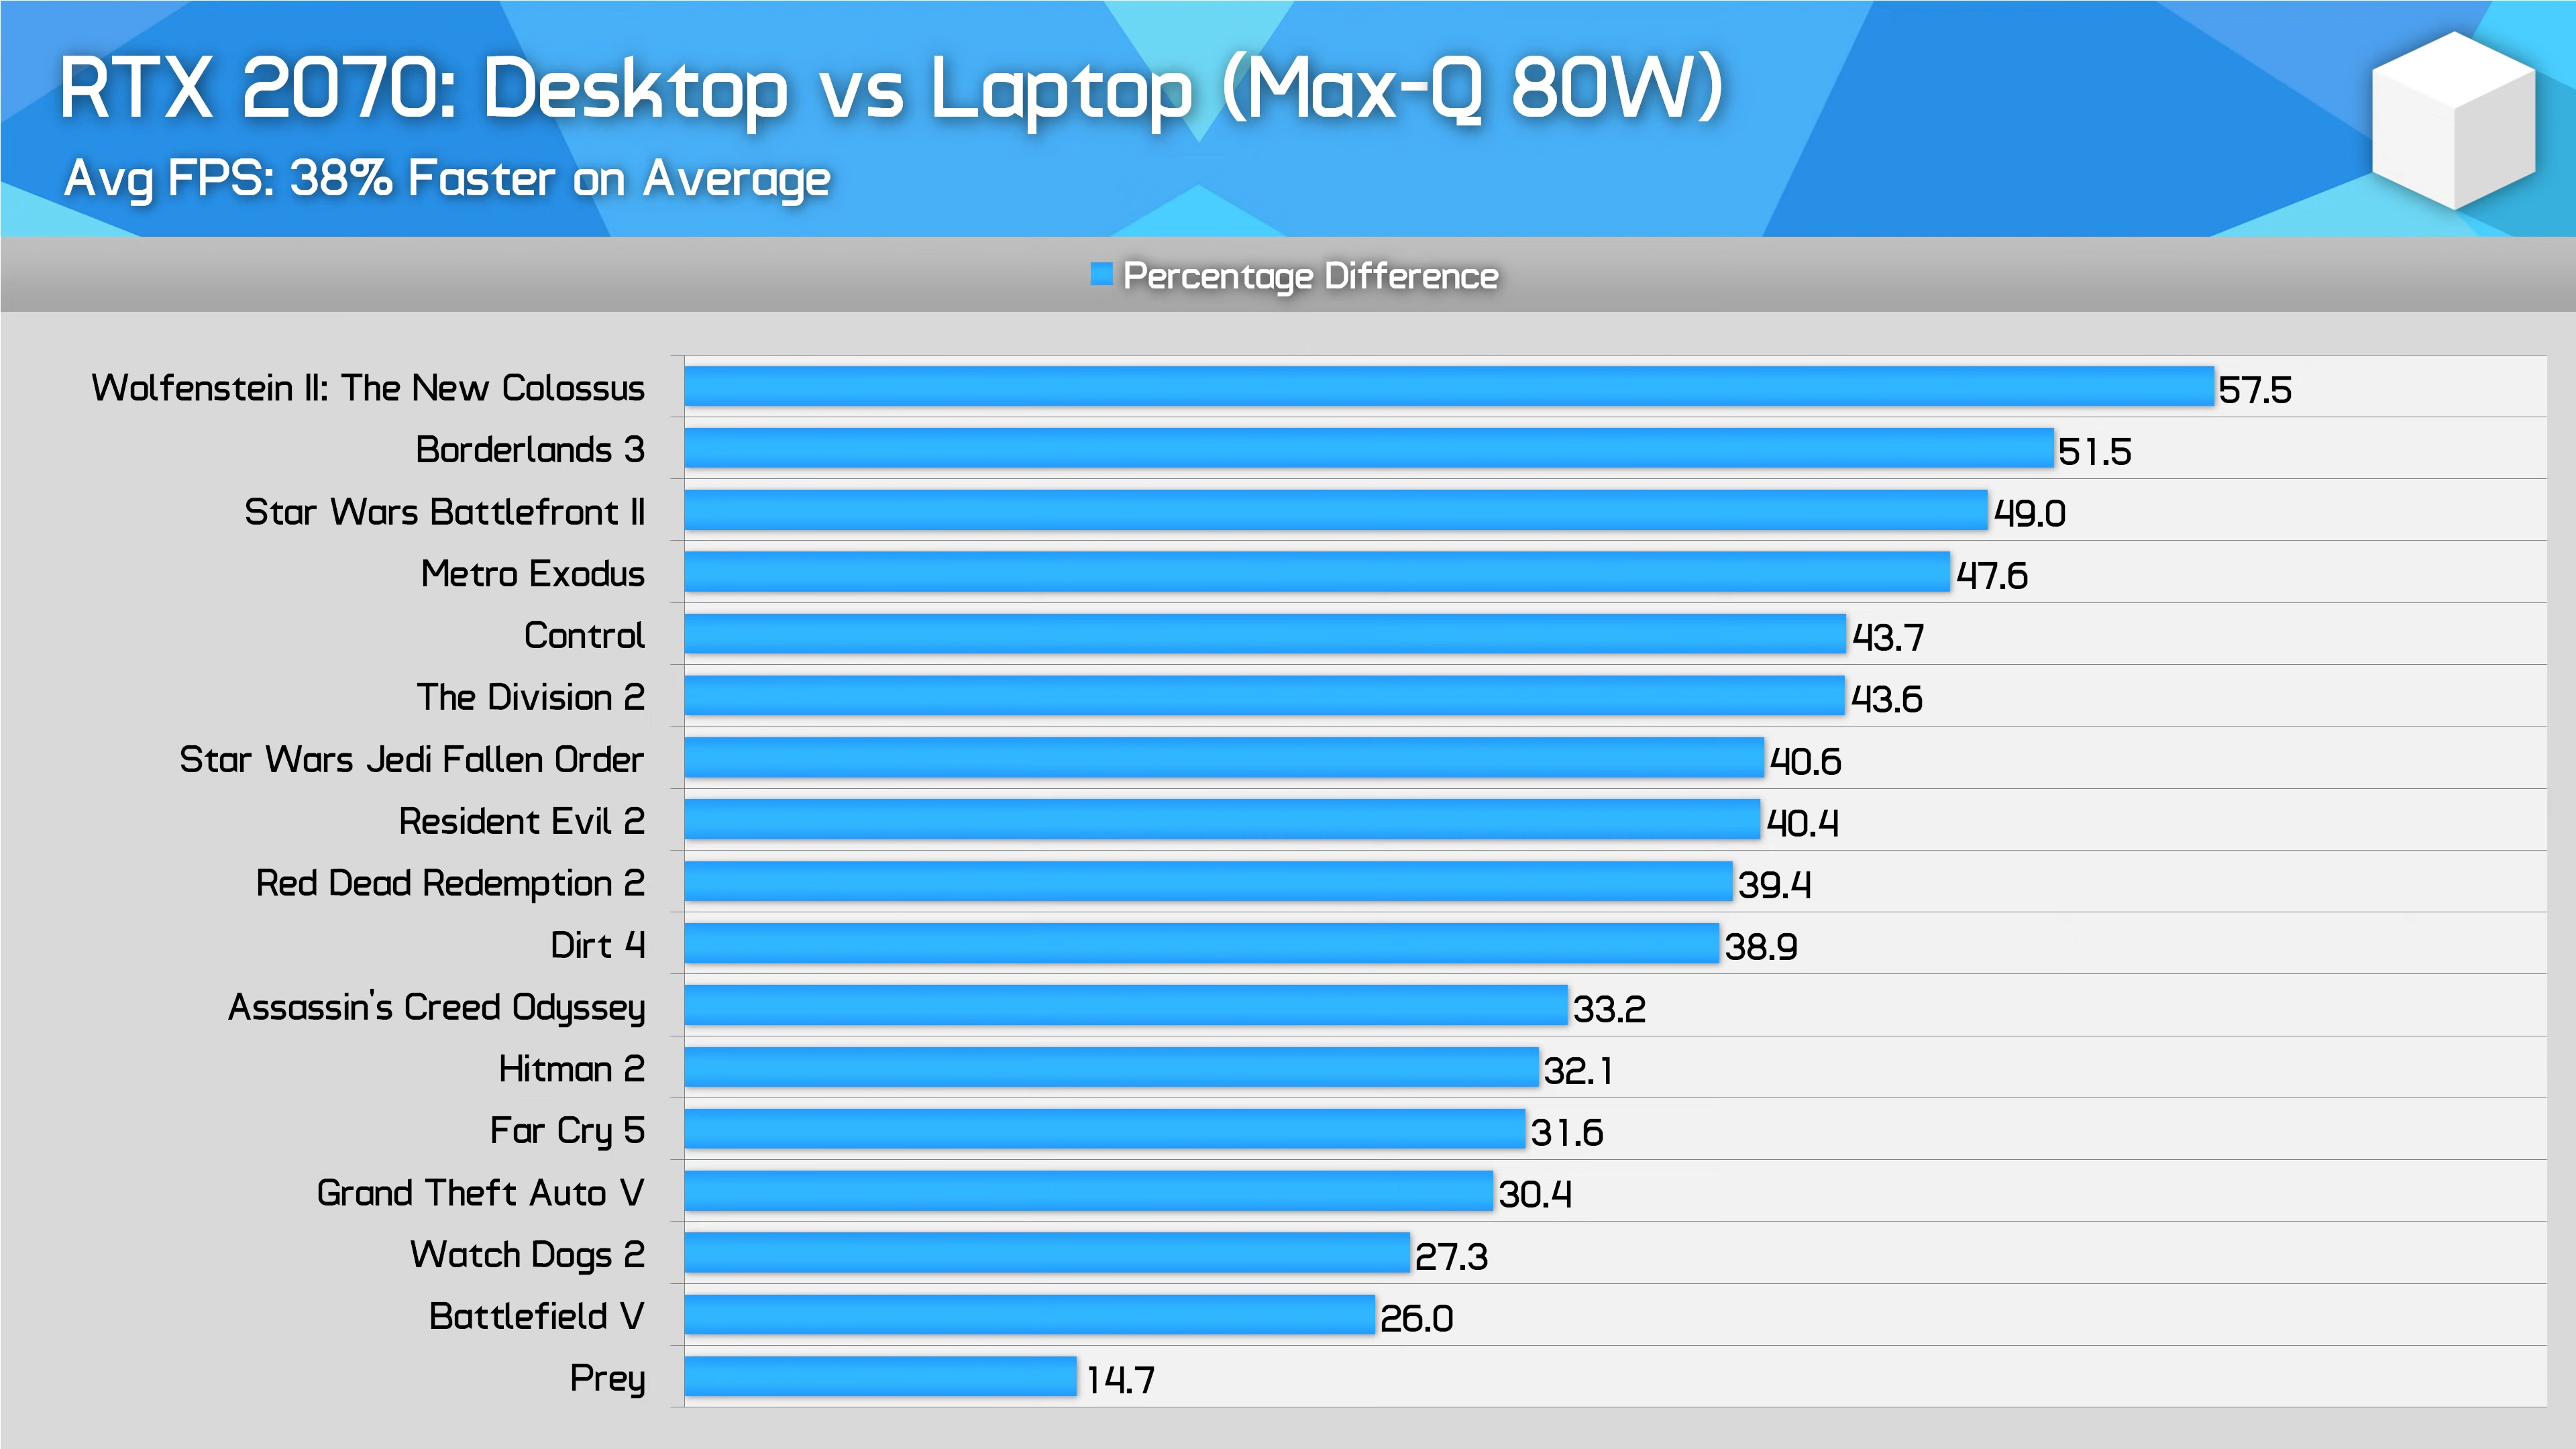 RTX 2070: Desktop vs Laptop (Max-Q 80W)
Avg FPS: 38% Faster on Average
Percentage Difference
Wolfenstein II: The New Colossus 57.5
Borderlands 3 51.5
Star Wars Battlefront II 49.0
Metro Exodus 47.6
Control 43.7
The Division 2 43.6
Star Wars Jedi Fallen Order 40.6
Resident Evil 2 40.4
Red Dead Redemption 2 39.4
Dirt 4 38.9
Assassin's Creed Odyssey 33.2
Hitman 2 32.1
Far Cry 5 31.6
Grand Theft Auto V 30.4
Watch Dogs 2 27.3
Battlefield V 26.0
Prey 14.7